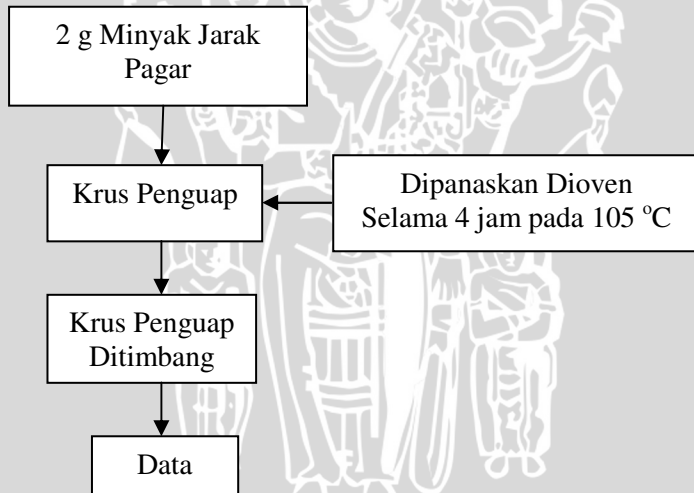 2 g Minyak Jarak
Pagar
Krus Penguap
Dipanaskan Dioven
Selama 4 jam pada 105 °C
Krus Penguap
Ditimbang
Data